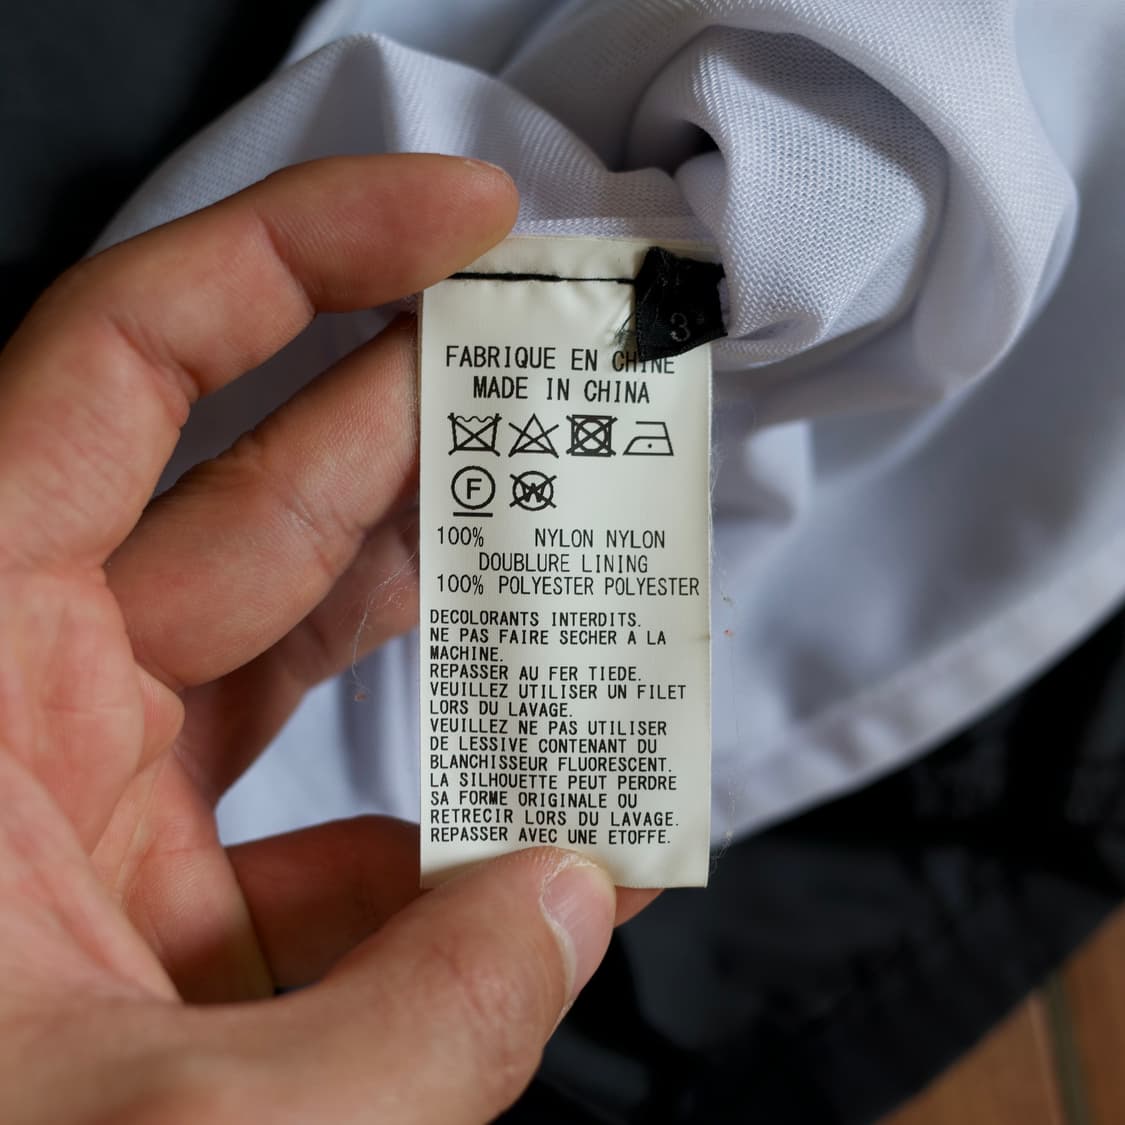 3
FABRIQUE EN CHINE
MADE IN CHINA
F W
100% NYLON NYLON
DOUBLURE LINING
100% POLYESTER POLYESTER
DECOLORANTS INTERDITS.
NE PAS FAIRE SECHER A LA
MACHINE.
REPASSER AU FER TIEDE.
VEUILLEZ UTILISER UN FILET
LORS DU LAVAGE.
VEUILLEZ NE PAS UTILISER
DE LESSIVE CONTENANT DU
BLANCHISSEUR FLUORESCENT.
LA SILHOUETTE PEUT PERDRE
SA FORME ORIGINALE OU
RETRECIR LORS DU LAVAGE.
REPASSER AVEC UNE ETOFFE.